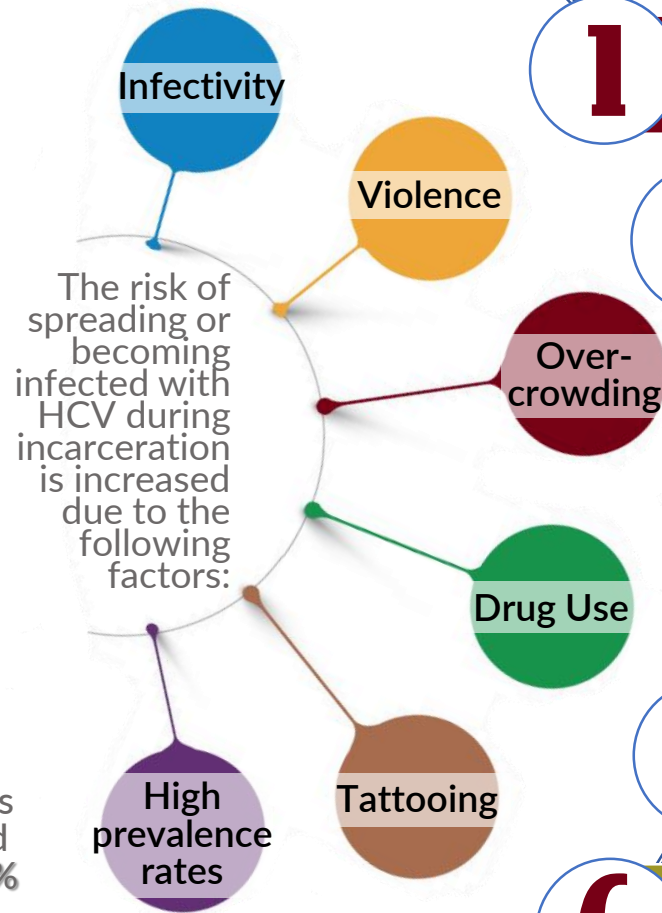 Infectivity
1
Violence
The risk of
spreading or
becoming
infected with
HCV during
incarceration
is increased
due to the
following
factors:
Over-
crowding
Drug Use
Tattooing
High
prevalence
rates
%